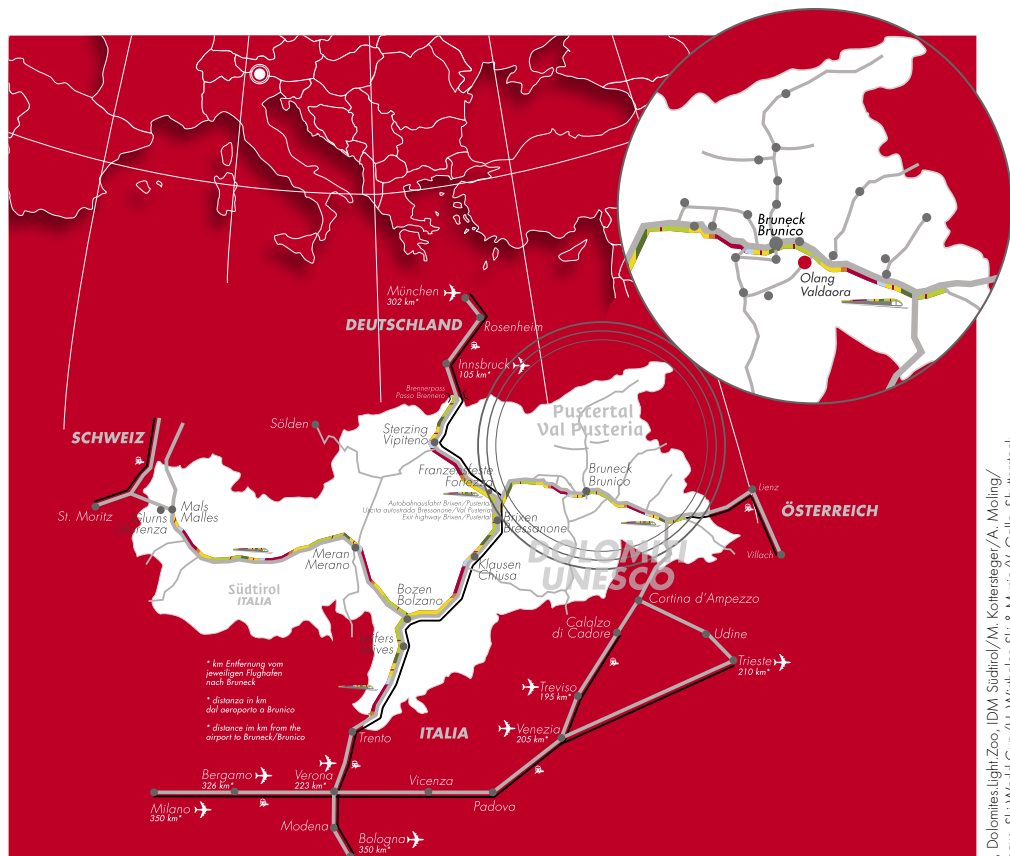 Bruneck
Brunico
Olang
Valdaora
München
302 km*
DEUTSCHLAND
Rosenheim
Innsbruck
105 km*
Brennerpass
Passo Brennero
Pustertal
Val Pusteria
Sölden
Sterzing
Vipiteno
SCHWEIZ
Franzensfeste
Fortezza
Bruneck
Brunico
Lienz
Mals
Malles
St. Moritz
Autobahnausfahrt Brixen/Pustertal
Uscita autostrada Bressanone/Val Pusteria
Exit highway Brixen/Pustertal
Brixen
Bressanone
ÖSTERREICH
Villach
Meran
Merano
DOLOMITI
UNESCO
Klausen
Chiusa
Südtirol
ITALIA
Bozen
Bolzano
Cortina d'Ampezzo
Calalzo
di Cadore
Udine
Trieste
210 km*
* km Entfernung vom
jeweiligen Flughafen
nach Bruneck
* distanza in km
dal aeroporto a Brunico
* distance im km from the
airport to Bruneck/Brunico
Treviso
195 km*
Venezia
205 km*
ITALIA
Trento
Bergamo
326 km*
Verona
223 km*
Vicenza
Padova
Milano
350 km*
Modena
Bologna
350 km*
Dolomites.Light.Zoo, IDM Südtirol/M. Kottersteger/A. Moling/